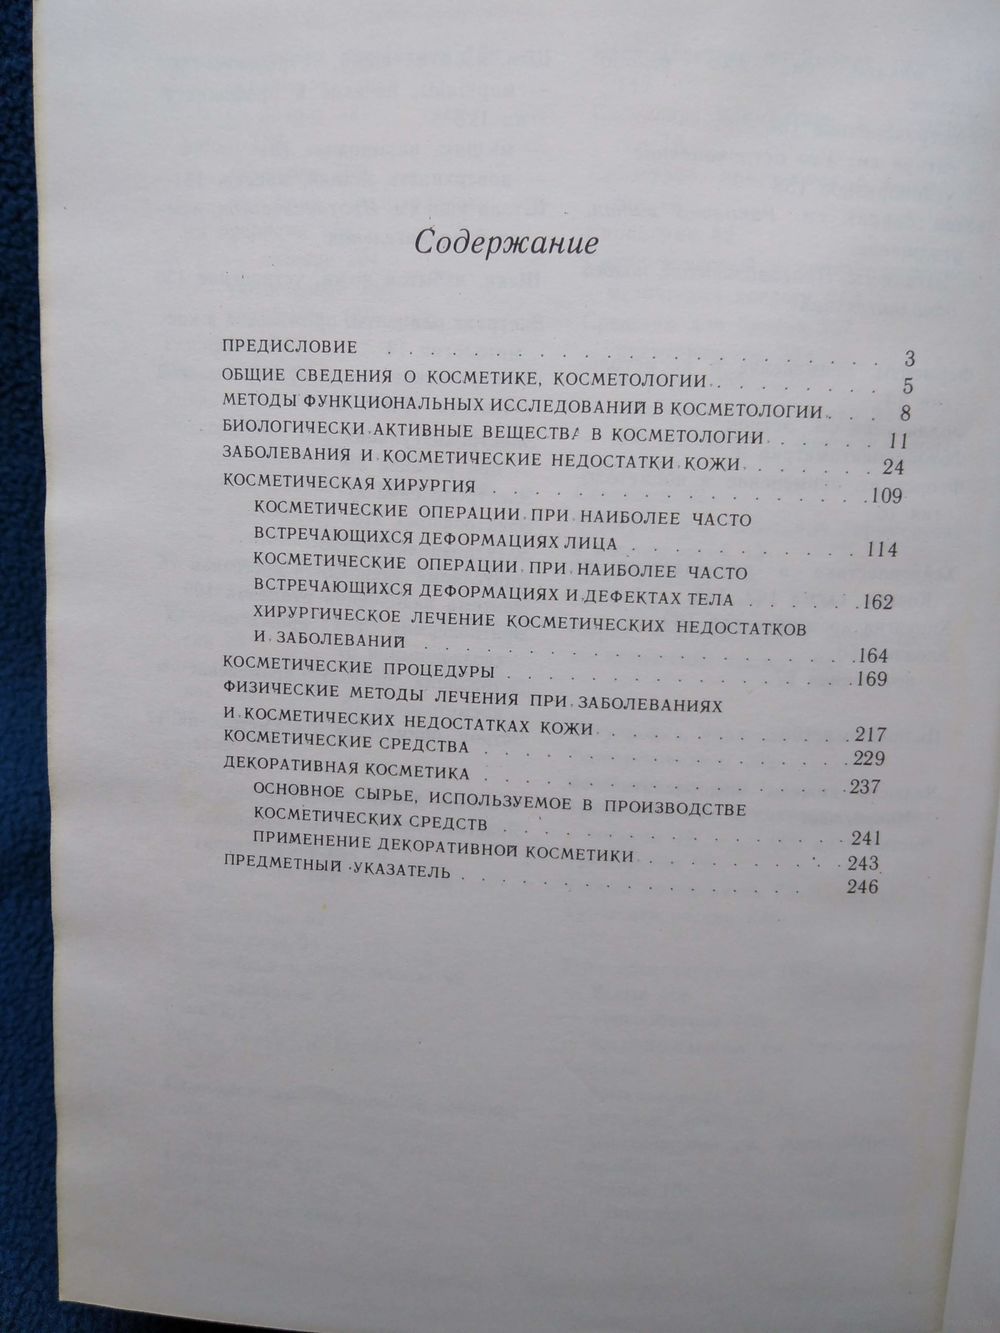 Содержание
ПРЕДИСЛОВИЕ . . . . . . . . . . . . . . . . . . . . 3
ОБЩИЕ СВЕДЕНИЯ О КОСМЕТИКЕ, КОСМЕТОЛОГИИ . . . . . . . . 5
МЕТОДЫ ФУНКЦИОНАЛЬНЫХ ИССЛЕДОВАНИЙ В КОСМЕТОЛОГИИ . . . 8
БИОЛОГИЧЕСКИ АКТИВНЫЕ ВЕЩЕСТВА В КОСМЕТОЛОГИИ . . . . . . 11
ЗАБОЛЕВАНИЯ И КОСМЕТИЧЕСКИЕ НЕДОСТАТКИ КОЖИ . . . . . . . 24
КОСМЕТИЧЕСКАЯ ХИРУРГИЯ . . . . . . . . . . . . . . . 109
КОСМЕТИЧЕСКИЕ ОПЕРАЦИИ ПРИ НАИБОЛЕЕ ЧАСТО
ВСТРЕЧАЮЩИХСЯ ДЕФОРМАЦИЯХ ЛИЦА . . . . . . . . . . 114
КОСМЕТИЧЕСКИЕ ОПЕРАЦИИ ПРИ НАИБОЛЕЕ ЧАСТО
ВСТРЕЧАЮЩИХСЯ ДЕФОРМАЦИЯХ И ДЕФЕКТАХ ТЕЛА . . . . . . 162
ХИРУРГИЧЕСКОЕ ЛЕЧЕНИЕ КОСМЕТИЧЕСКИХ НЕДОСТАТКОВ
И ЗАБОЛЕВАНИЙ . . . . . . . . . . . . . . . . . 164
КОСМЕТИЧЕСКИЕ ПРОЦЕДУРЫ . . . . . . . . . . . . . . 169
ФИЗИЧЕСКИЕ МЕТОДЫ ЛЕЧЕНИЯ ПРИ ЗАБОЛЕВАНИЯХ
И КОСМЕТИЧЕСКИХ НЕДОСТАТКАХ КОЖИ . . . . . . . . . . 217
КОСМЕТИЧЕСКИЕ СРЕДСТВА . . . . . . . . . . . . . . 229
ДЕКОРАТИВНАЯ КОСМЕТИКА . . . . . . . . . . . . . . 237
ОСНОВНОЕ СЫРЬЕ, ИСПОЛЬЗУЕМОЕ В ПРОИЗВОДСТВЕ
КОСМЕТИЧЕСКИХ СРЕДСТВ . . . . . . . . . . . . . 241
ПРИМЕНЕНИЕ ДЕКОРАТИВНОЙ КОСМЕТИКИ . . . . . . . . 243
ПРЕДМЕТНЫЙ УКАЗАТЕЛЬ . . . . . . . . . . . . . . 246